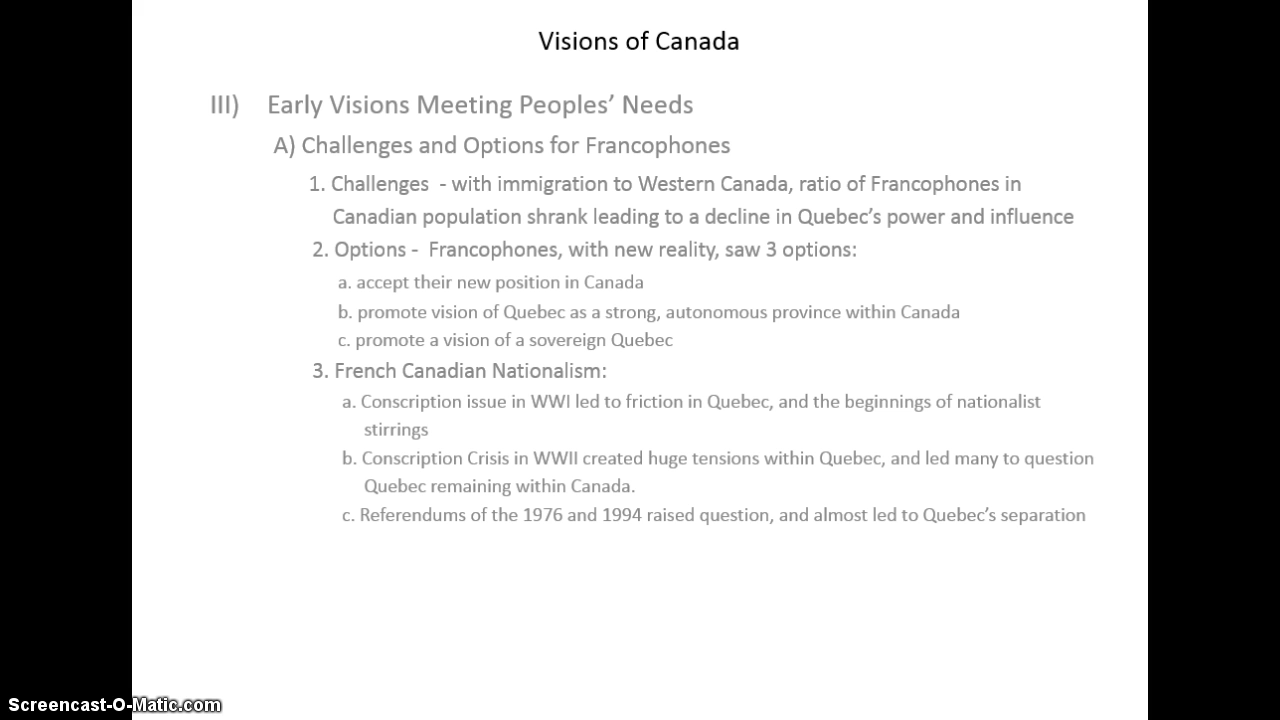 Visions of Canada
III) Early Visions Meeting Peoples’ Needs
A) Challenges and Options for Francophones
1. Challenges - with immigration to Western Canada, ratio of Francophones in
Canadian population shrank leading to a decline in Quebec’s power and influence
2. Options - Francophones, with new reality, saw 3 options:
a. accept their new position in Canada
b. promote vision of Quebec as a strong, autonomous province within Canada
c. promote a vision of a sovereign Quebec
3. French Canadian Nationalism:
a. Conscription issue in WWI led to friction in Quebec, and the beginnings of nationalist
stirrings
b. Conscription Crisis in WWII created huge tensions within Quebec, and led many to question
Quebec remaining within Canada.
c. Referendums of the 1976 and 1994 raised question, and almost led to Quebec’s separation
Screencast-O-Matic.com